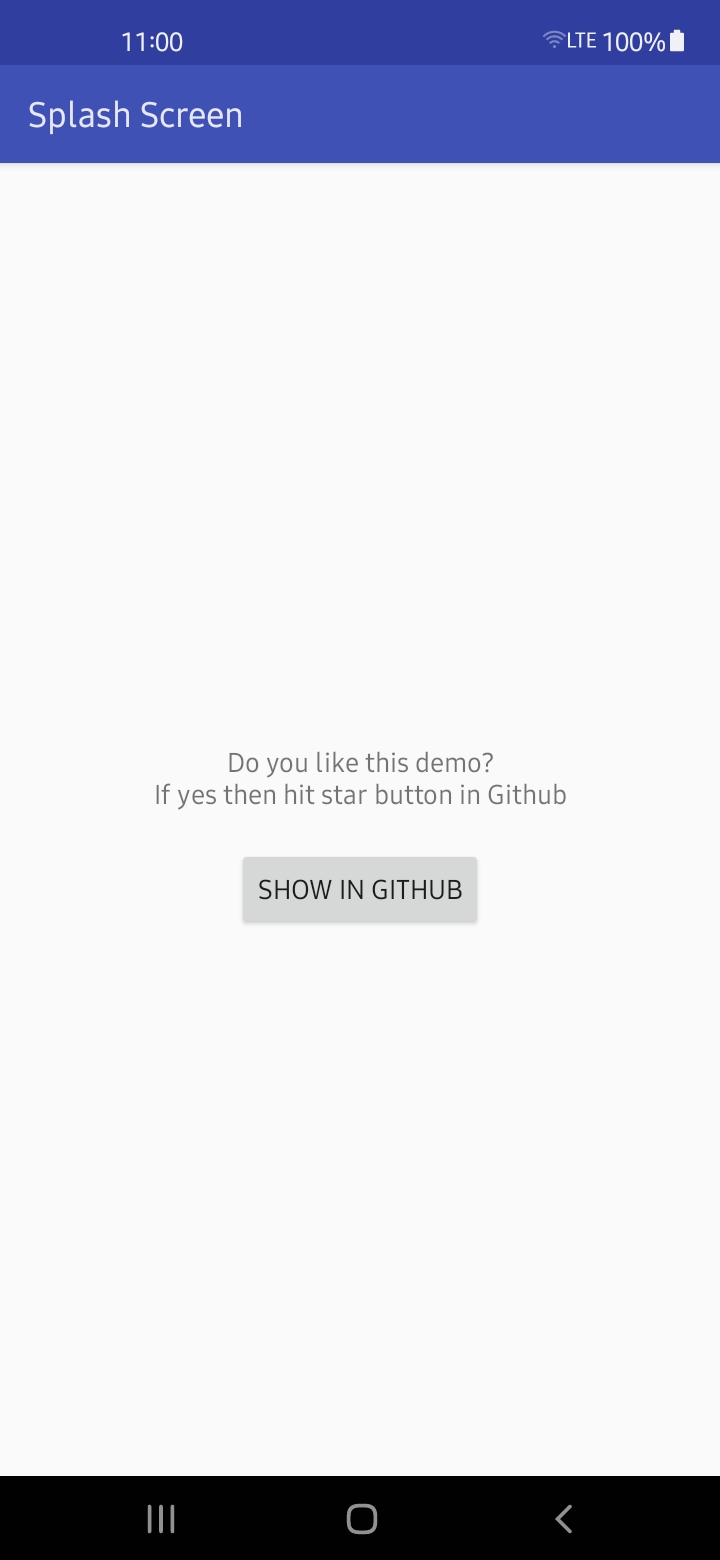 11:00
LTE 100%
Splash Screen
Do you like this demo?
If yes then hit star button in Github
SHOW IN GITHUB